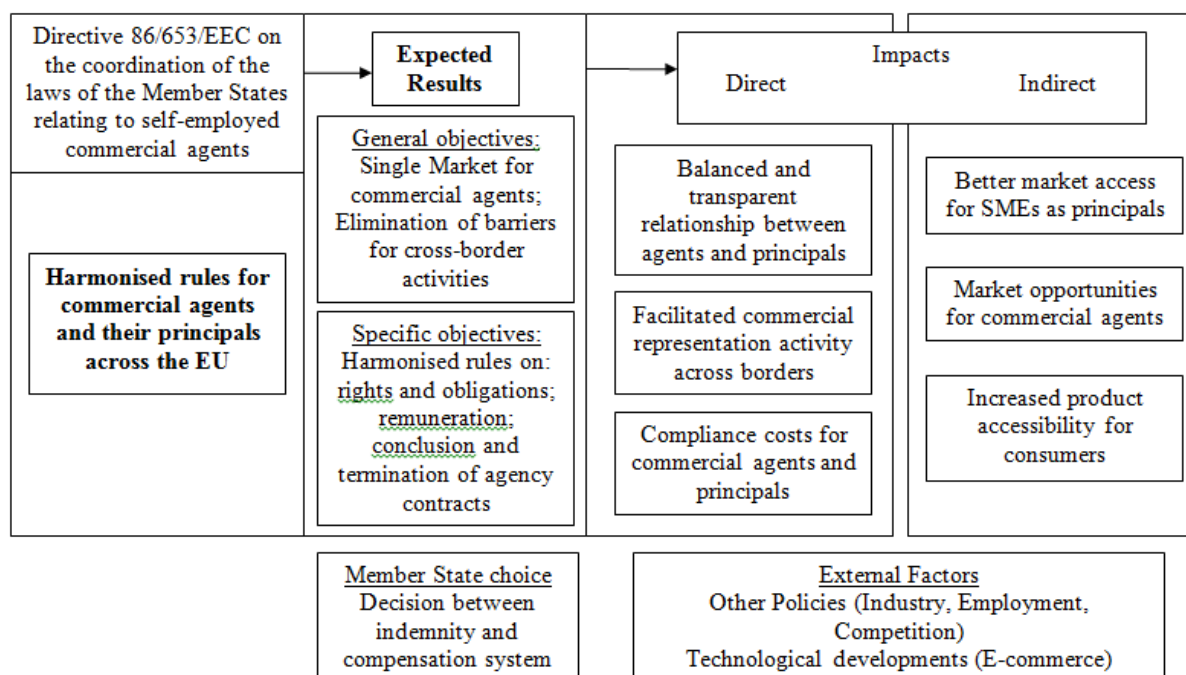 Directive 86/653/EEC on
the coordination of the
laws of the Member States
relating to self-employed
commercial agents
Harmonised rules for
commercial agents
and their principals
across the EU
Expected
Results
General objectives:
Single Market for
commercial agents;
Elimination of barriers
for cross-border
activities
Specific objectives:
Harmonised rules on:
rights and obligations;
remuneration;
conclusion and
termination of agency
contracts
Impacts
Direct Indirect
Balanced and
transparent
relationship between
agents and principals
Facilitated commercial
representation activity
across borders
Compliance costs for
commercial agents and
principals
Better market access
for SMEs as principals
Market opportunities
for commercial agents
Increased product
accessibility for
consumers
Member State choice
Decision between
indemnity and
compensation system
External Factors
Other Policies (Industry, Employment,
Competition)
Technological developments (E-commerce)